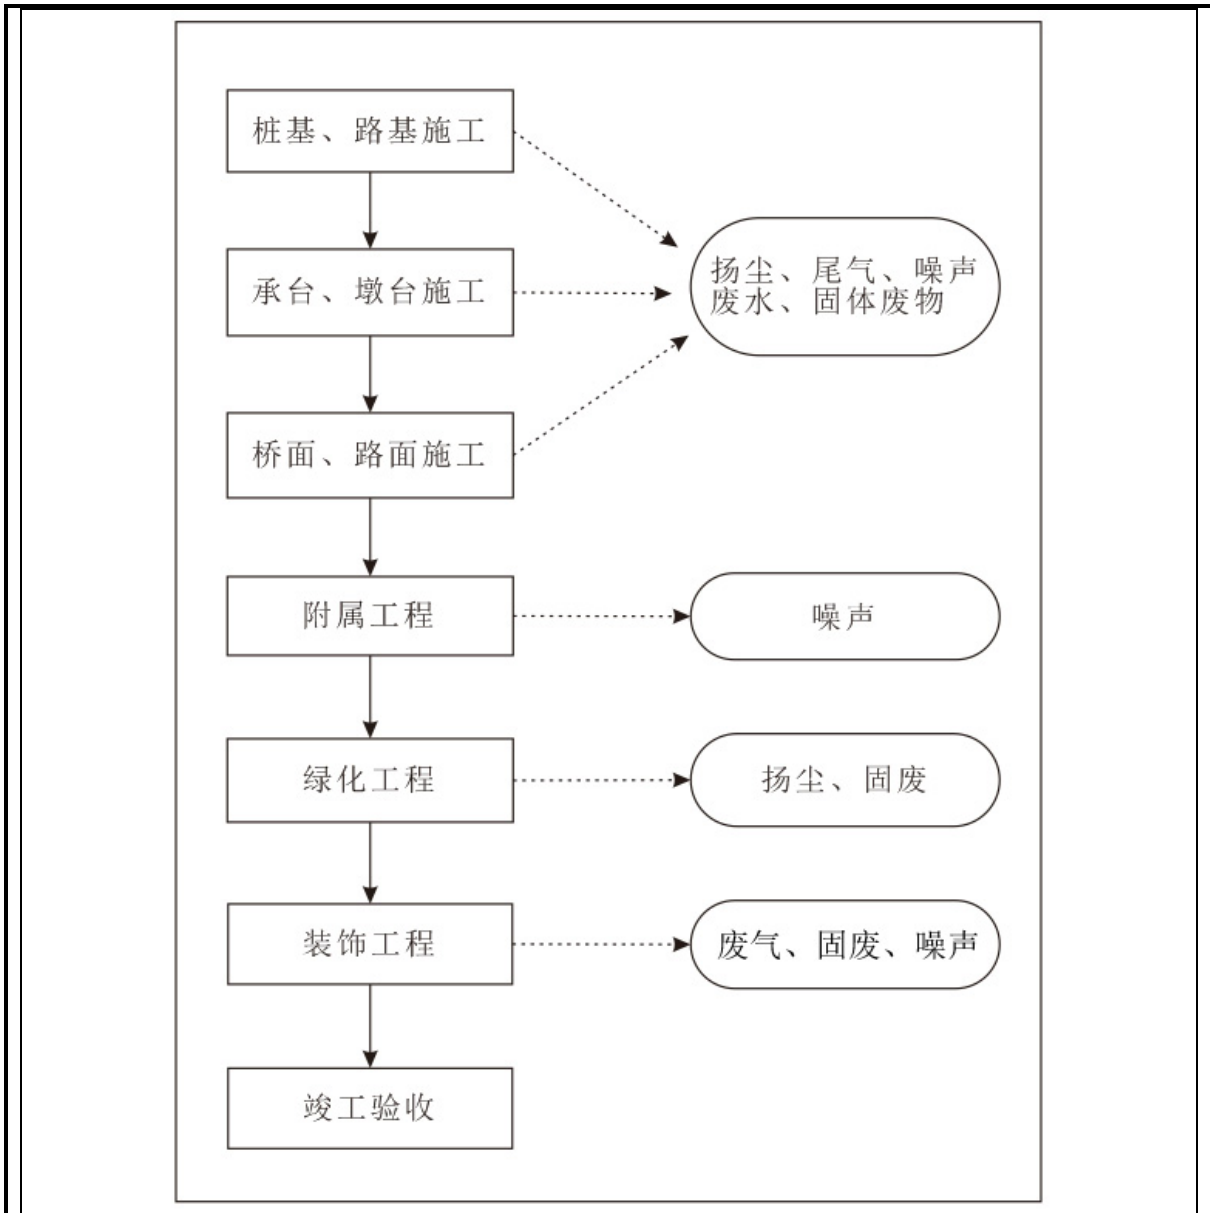 桩基、路基施工
扬尘、尾气、噪声
废水、固体废物
承台、墩台施工
桥面、路面施工
附属工程
噪声
绿化工程
扬尘、固废
装饰工程
废气、固废、噪声
竣工验收